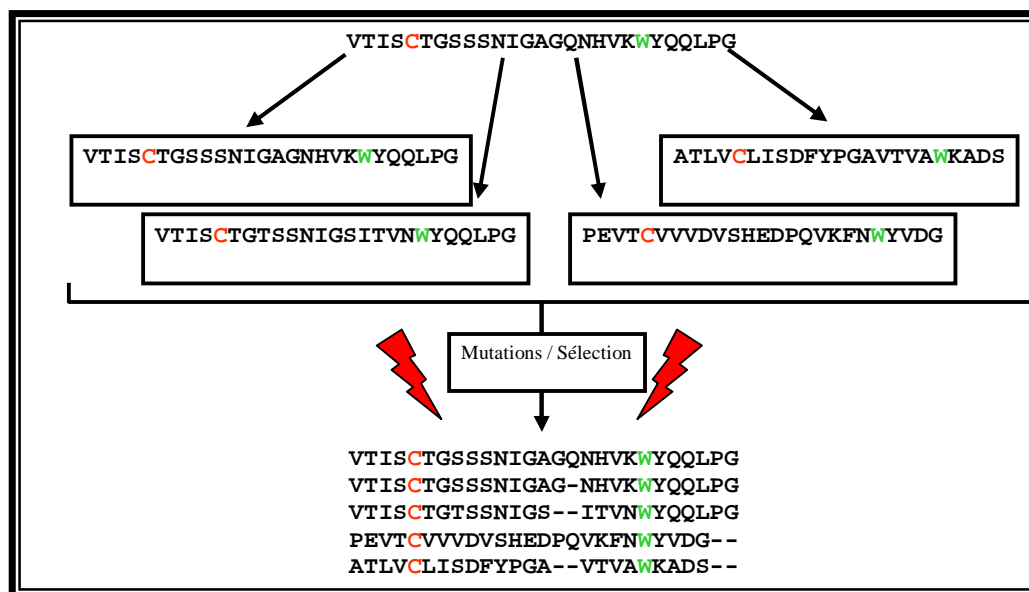 VTISCTGSSSNIGAGQNHVKWYQQLPG
VTISCTGSSSNIGAGNHVKWYQQLPG
ATLVCLISDFYPGAVTVAWKADS
VTISCTGTSSNIGSITVNWYQQLPG
PEVTCVVVDVSHEDPQVKFNWYVDG
Mutations / Sélection
VTISCTGSSSNIGAGQNHVKWYQQLPG
VTISCTGSSSNIGAG-NHVKWYQQLPG
VTISCTGTSSNIGS--ITVNWYQQLPG
PEVTCVVVDVSHEDPQVKFNWYVDG--
ATLVCLISDFYPGA--VTVAWKADS--